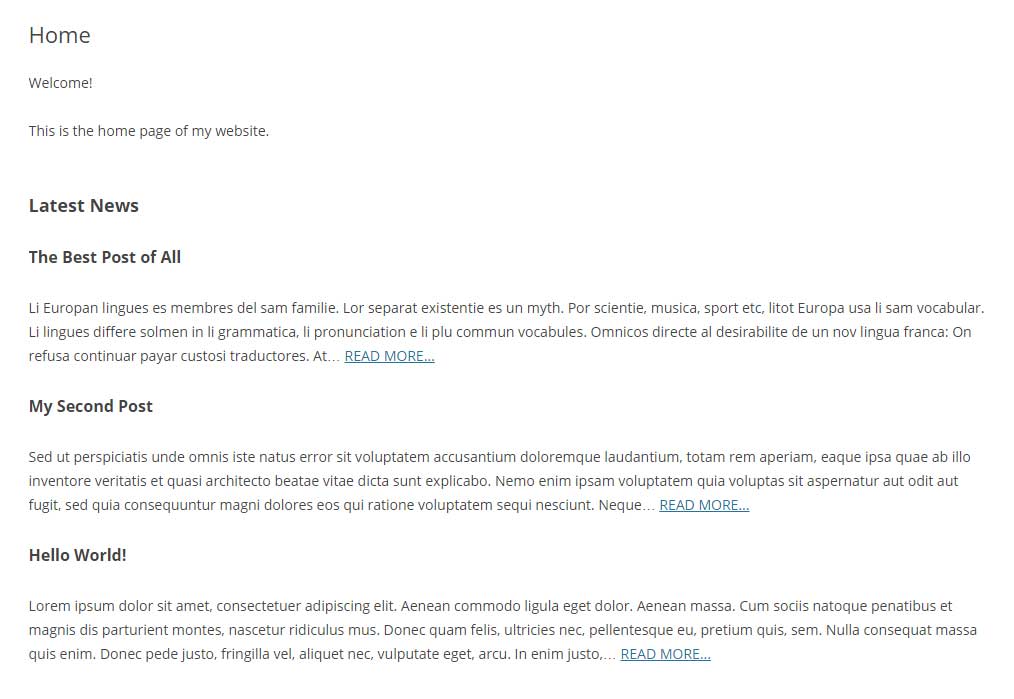 Home
Welcome!
This is the home page of my website.
Latest News
The Best Post of All
Li Europan lingues es membres del sam familie. Lor separat existentie es un myth. Por scientie, musica, sport etc, litot Europa usa li sam vocabular.
Li lingues differe solmen in li grammatica, li pronunciation e li plu commun vocabules. Omnicos directe al desirabilite de un nov lingua franca: On
refusa continuar payar custosi traductores. At… READ MORE...
My Second Post
Sed ut perspiciatis unde omnis iste natus error sit voluptatem accusantium doloremque laudantium, totam rem aperiam, eaque ipsa quae ab illo
inventore veritatis et quasi architecto beatae vitae dicta sunt explicabo. Nemo enim ipsam voluptatem quia voluptas sit aspernatur aut odit aut
fugit, sed quia consequuntur magni dolores eos qui ratione voluptatem sequi nesciunt. Neque… READ MORE...
Hello World!
Lorem ipsum dolor sit amet, consectetuer adipiscing elit. Aenean commodo ligula eget dolor. Aenean massa. Cum sociis natoque penatibus et
magnis dis parturient montes, nascetur ridiculus mus. Donec quam felis, ultricies nec, pellentesque eu, pretium quis, sem. Nulla consequat massa
quis enim. Donec pede justo, fringilla vel, aliquet nec, vulputate eget, arcu. In enim justo,… READ MORE...